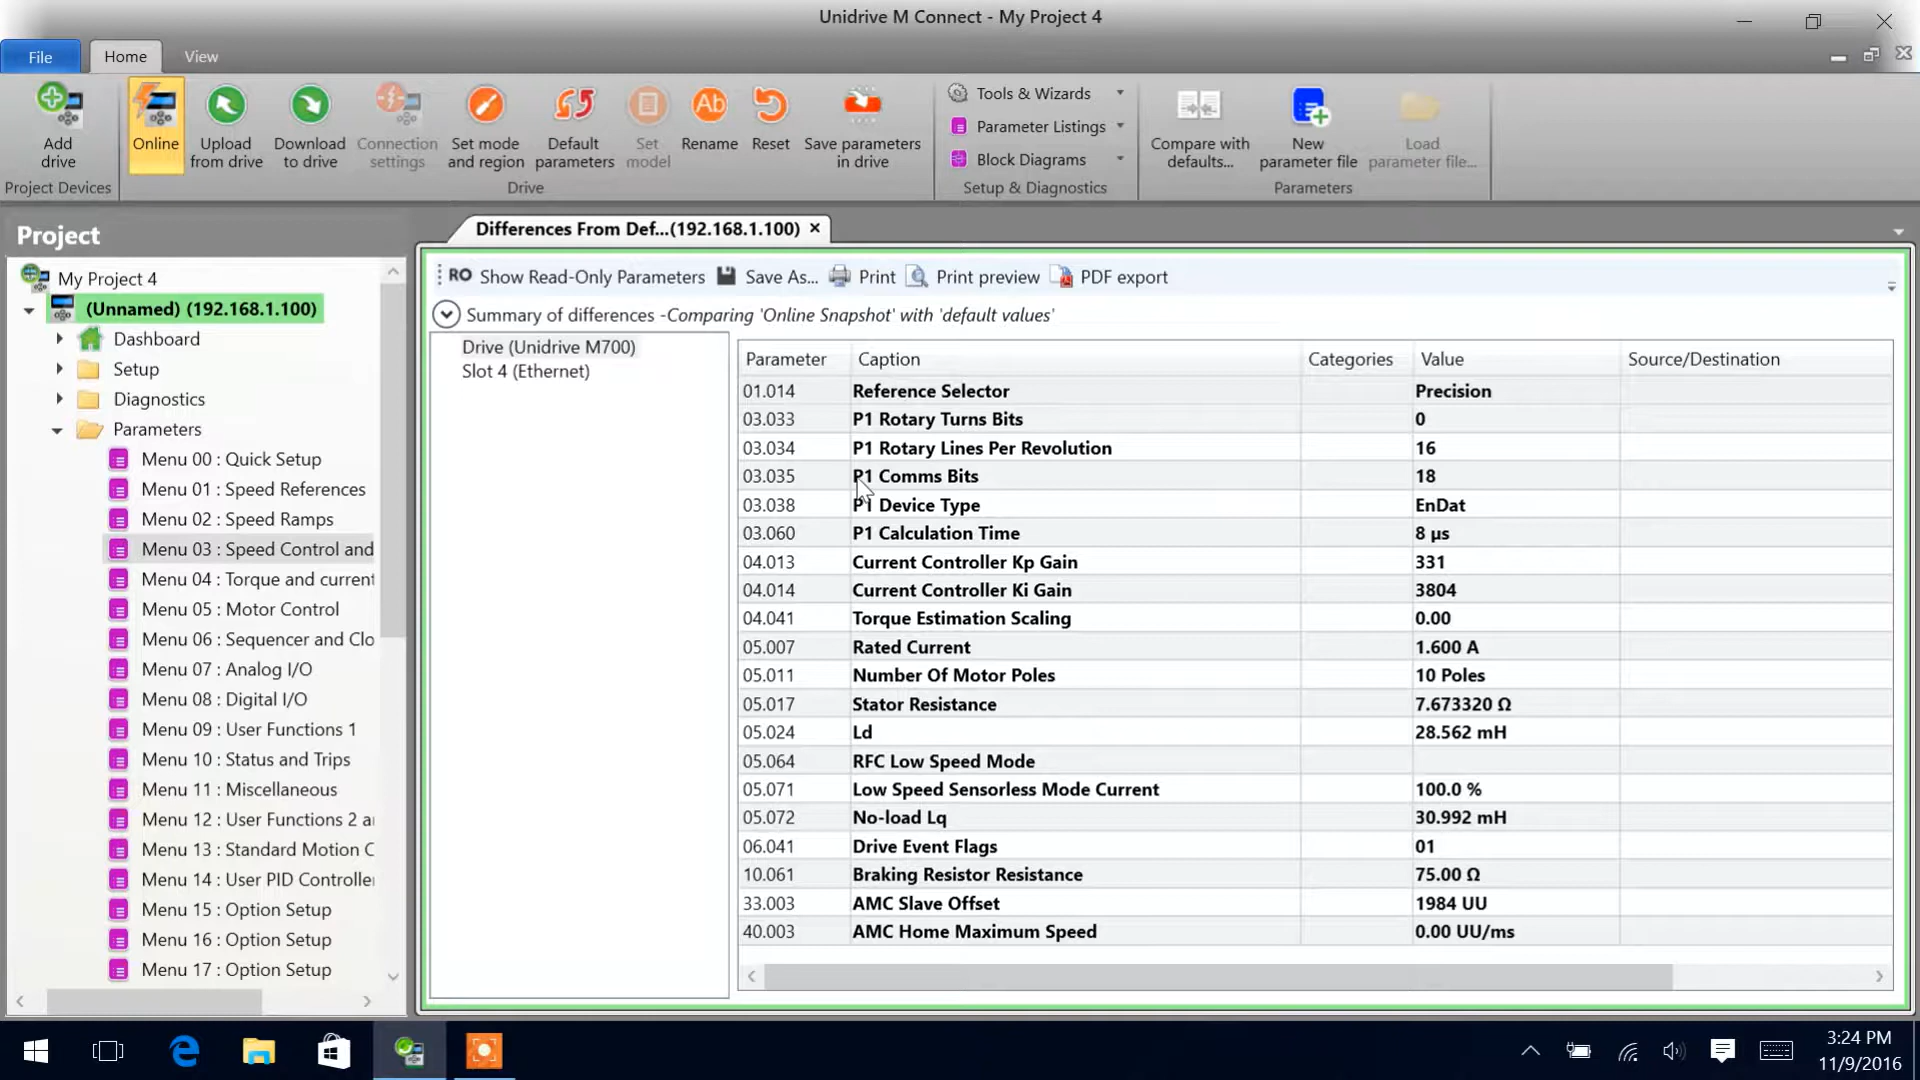 Unidrive M Connect - My Project 4
File
Home
View
Add drive
Online
Upload from drive
Download to drive
Connection settings
Set mode and region
Default parameters
Set model
Ab
Rename
Reset
Save parameters in drive
Tools & Wizards
Parameter Listings
Block Diagrams
Compare with defaults...
New parameter file
Load parameter file...
Project Devices
Drive
Setup & Diagnostics
Parameters
Project
My Project 4
(Unnamed) (192.168.1.100)
Dashboard
Setup
Diagnostics
Parameters
Menu 00 : Quick Setup
Menu 01 : Speed References
Menu 02 : Speed Ramps
Menu 03 : Speed Control and
Menu 04 : Torque and current
Menu 05 : Motor Control
Menu 06 : Sequencer and Clo
Menu 07 : Analog I/O
Menu 08 : Digital I/O
Menu 09 : User Functions 1
Menu 10 : Status and Trips
Menu 11 : Miscellaneous
Menu 12 : User Functions 2 a
Menu 13 : Standard Motion C
Menu 14 : User PID Controller
Menu 15 : Option Setup
Menu 16 : Option Setup
Menu 17 : Option Setup
Differences From Def...(192.168.1.100)
RO Show Read-Only Parameters Save As... Print Print preview PDF export
Summary of differences -Comparing 'Online Snapshot' with 'default values'
Drive (Unidrive M700)
Slot 4 (Ethernet)
Parameter Caption Categories Value Source/Destination
01.014 Reference Selector Precision
03.033 P1 Rotary Turns Bits 0
03.034 P1 Rotary Lines Per Revolution 16
03.035 P1 Comms Bits 18
03.038 P1 Device Type EnDat
03.060 P1 Calculation Time 8 µs
04.013 Current Controller Kp Gain 331
04.014 Current Controller Ki Gain 3804
04.041 Torque Estimation Scaling 0.00
05.007 Rated Current 1.600 A
05.011 Number Of Motor Poles 10 Poles
05.017 Stator Resistance 7.673320 Ω
05.024 Ld 28.562 mH
05.064 RFC Low Speed Mode
05.071 Low Speed Sensorless Mode Current 100.0 %
05.072 No-load Lq 30.992 mH
06.041 Drive Event Flags 01
10.061 Braking Resistor Resistance 75.00 Ω
33.003 AMC Slave Offset 1984 UU
40.003 AMC Home Maximum Speed 0.00 UU/ms
3:24 PM
11/9/2016